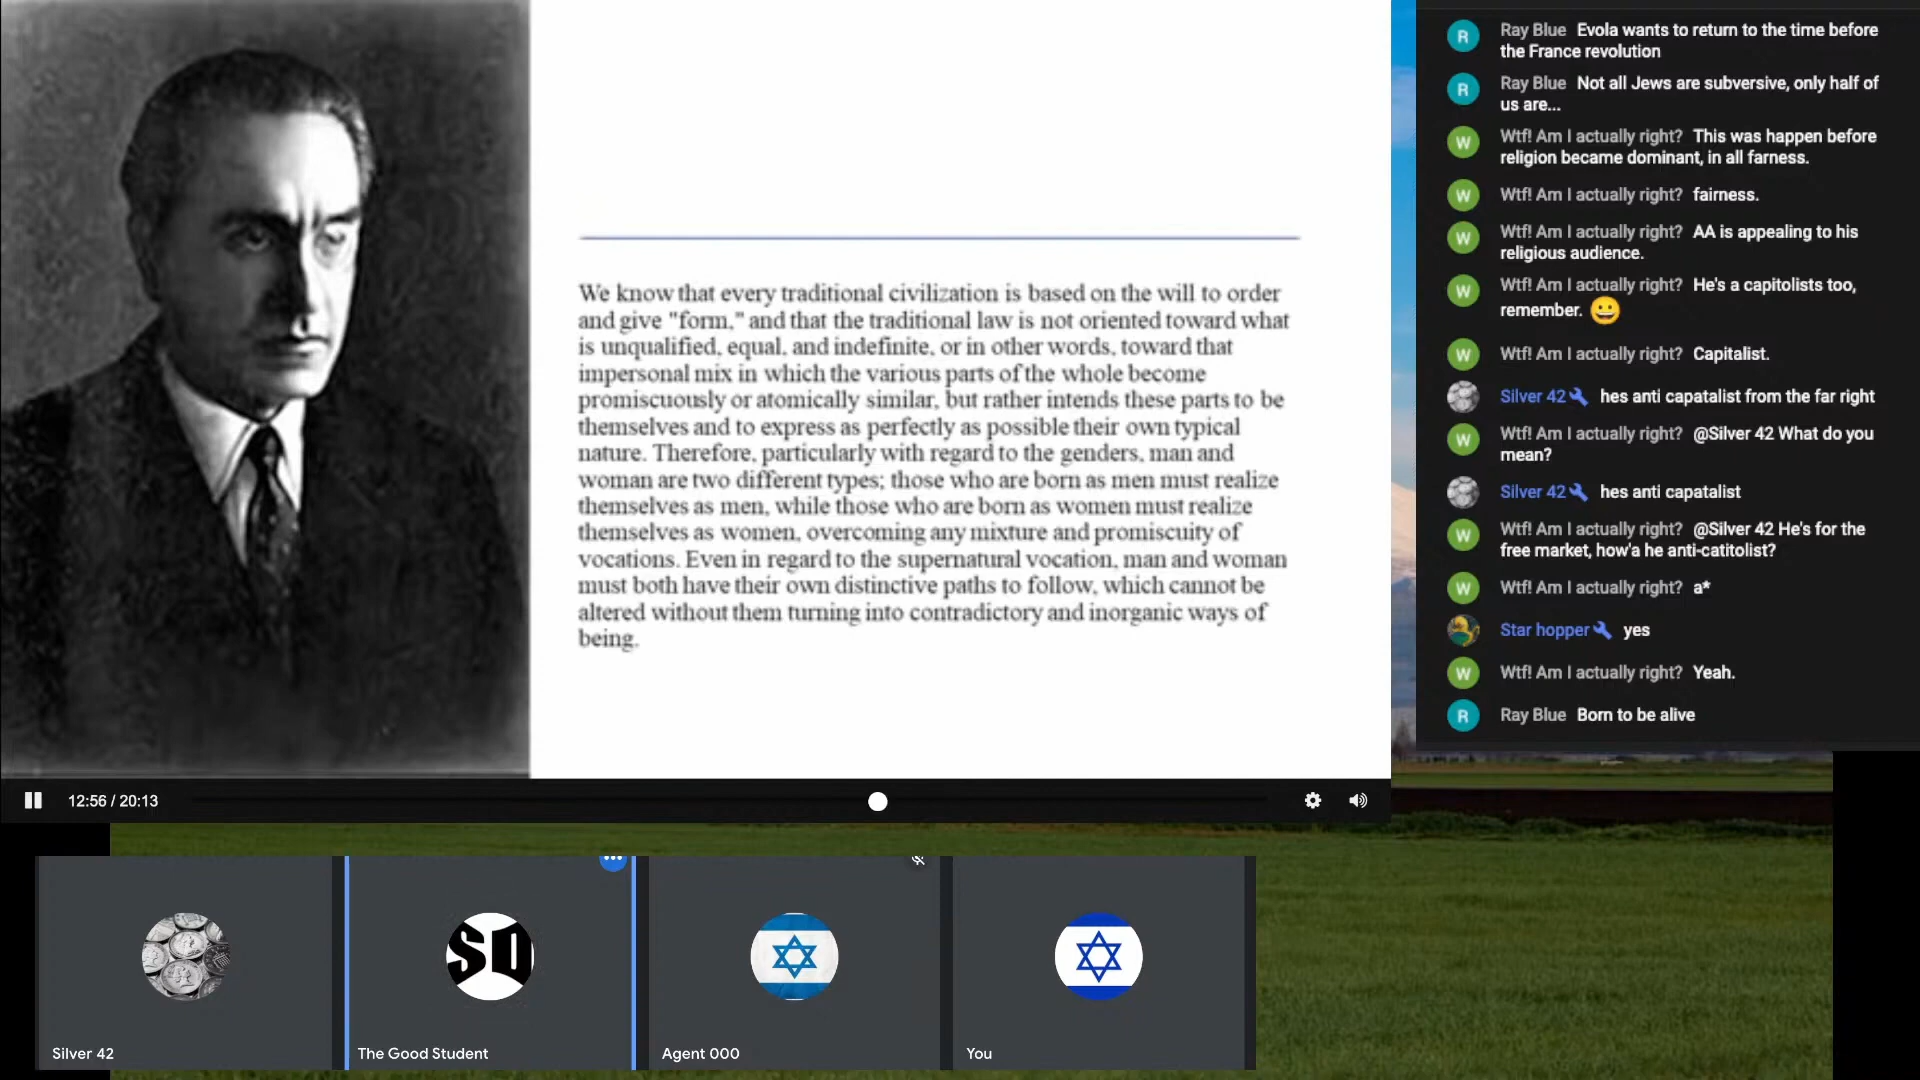 We know that every traditional civilization is based on the will to order
and give "form," and that the traditional law is not oriented toward what
is unqualified, equal, and indefinite, or in other words, toward that
impersonal mix in which the various parts of the whole become
promiscuously or atomically similar, but rather intends these parts to be
themselves and to express as perfectly as possible their own typical
nature. Therefore, particularly with regard to the genders, man and
woman are two different types; those who are born as men must realize
themselves as men, while those who are born as women must realize
themselves as women, overcoming any mixture and promiscuity of
vocations. Even in regard to the supernatural vocation, man and woman
must both have their own distinctive paths to follow, which cannot be
altered without them turning into contradictory and inorganic ways of
being.
12:56 / 20:13
R Ray Blue Evola wants to return to the time before
the France revolution
R Ray Blue Not all Jews are subversive, only half of
us are...
W Wtf! Am I actually right? This was happen before
religion became dominant, in all farness.
W Wtf! Am I actually right? fairness.
W Wtf! Am I actually right? AA is appealing to his
religious audience.
W Wtf! Am I actually right? He's a capitolists too,
remember. 😀
W Wtf! Am I actually right? Capitalist.
Silver 42 hes anti capatalist from the far right
W Wtf! Am I actually right? @Silver 42 What do you
mean?
Silver 42 hes anti capatalist
W Wtf! Am I actually right? @Silver 42 He's for the
free market, how'a he anti-catitolist?
W Wtf! Am I actually right? a*
Star hopper yes
W Wtf! Am I actually right? Yeah.
R Ray Blue Born to be alive
SD
Silver 42
The Good Student
Agent 000
You